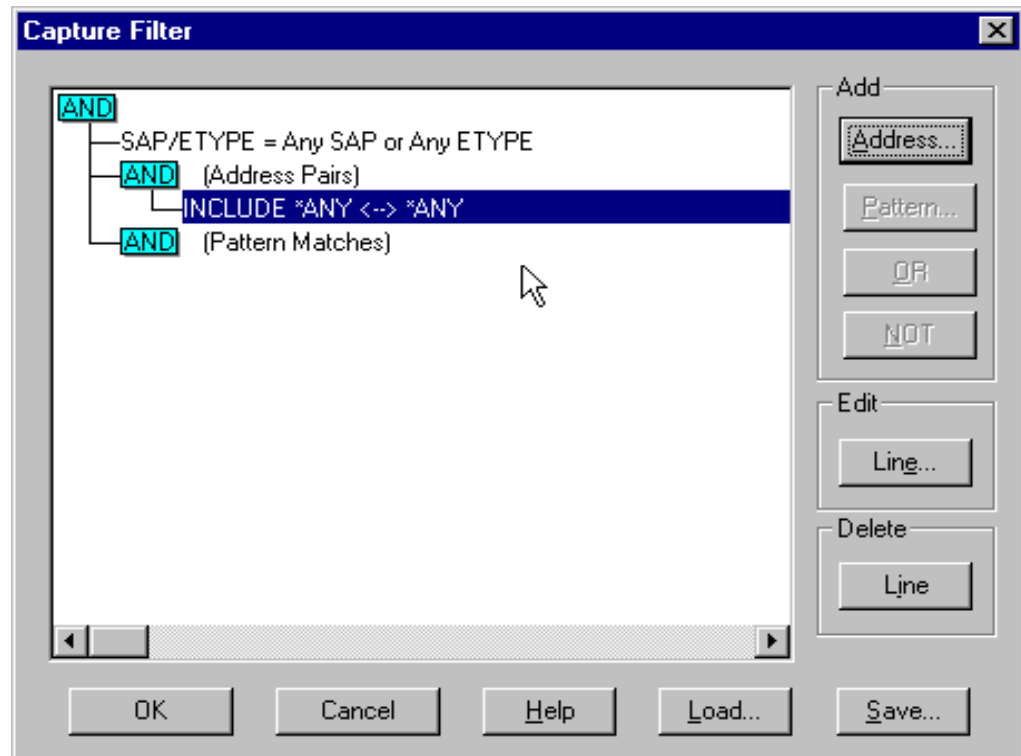 Capture Filter
AND
SAP/ETYPE = Any SAP or Any ETYPE
AND (Address Pairs)
INCLUDE *ANY <--> *ANY
AND (Pattern Matches)
Add
Address...
Pattern...
OR
NOT
Edit
Line...
Delete
Line
OK Cancel Help Load... Save...